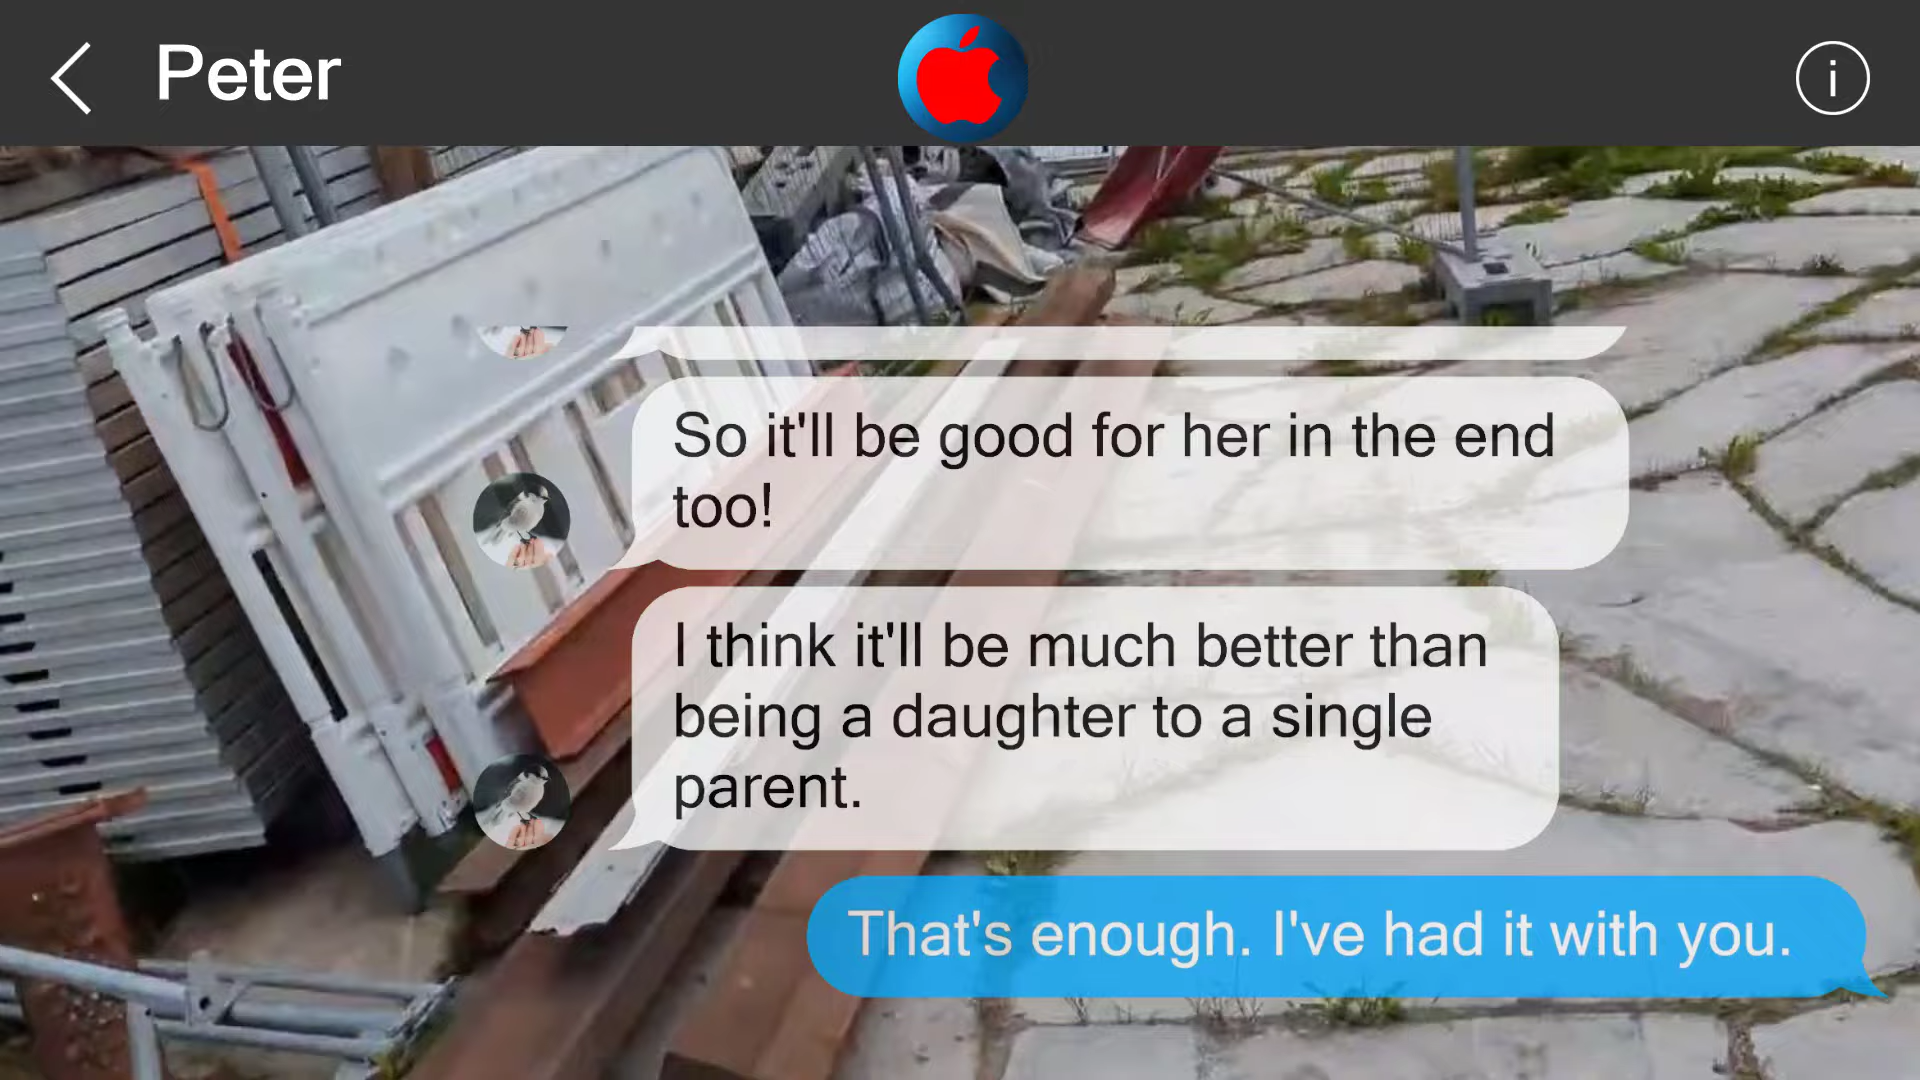 Peter
So it'll be good for her in the end
too!
I think it'll be much better than
being a daughter to a single
parent.
That's enough. I've had it with you.